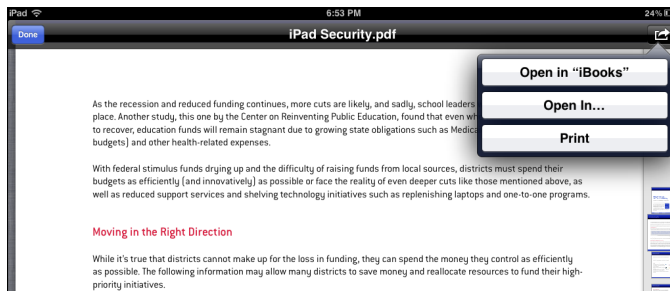 iPad 6:53 PM 24%
Done iPad Security.pdf
Open in “iBooks”
Open In...
Print
As the recession and reduced funding continues, more cuts are likely, and sadly, school leaders
place. Another study, this one by the Center on Reinventing Public Education, found that even
to recover, education funds will remain stagnant due to growing state obligations such as
budgets) and other health-related expenses.
With federal stimulus funds drying up and the difficulty of raising funds from local sources, districts must spend their
budgets as efficiently (and innovatively) as possible or face the reality of even deeper cuts like those mentioned above, as
well as reduced support services and shelving technology initiatives such as replenishing laptops and one-to-one programs.
Moving in the Right Direction
While it's true that districts cannot make up for the loss in funding, they can spend the money they control as efficiently
as possible. The following information may allow many districts to save money and reallocate resources to fund their high-
priority initiatives.